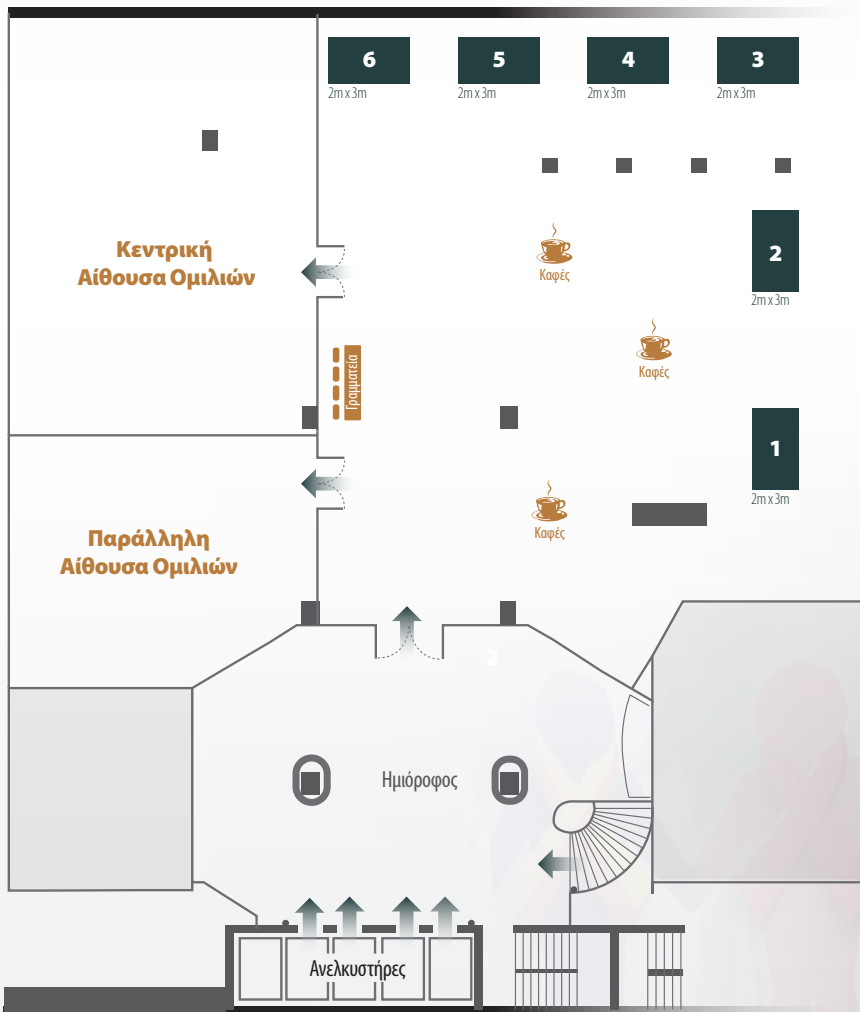 6
2m x 3m
5
2m x 3m
4
2m x 3m
3
2m x 3m
Κεντρική
Αίθουσα Ομιλιών
Καφές
2
2m x 3m
Γραμματεία
Καφές
1
2m x 3m
Καφές
Παράλληλη
Αίθουσα Ομιλιών
2
Ημιόροφος
Ανελκυστήρες